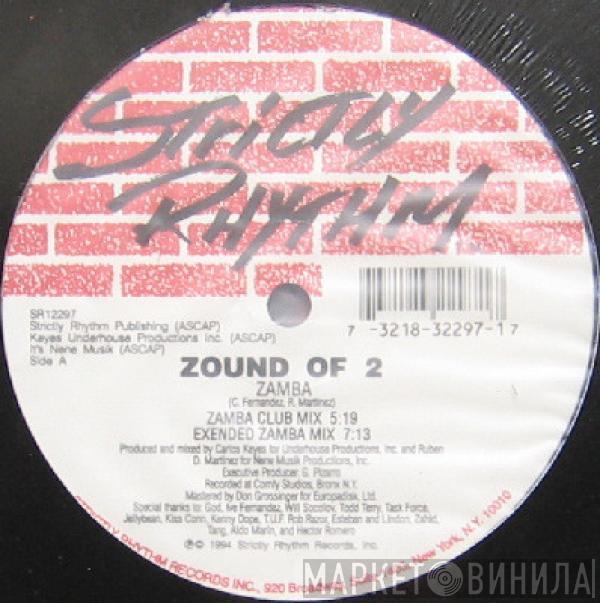 STRICTLY
RHYTHM
SR12297
Strictly Rhythm Publishing (ASCAP)
Keyes Underhouse Productions Inc. (ASCAP)
It's Nene Musik (ASCAP)
Side A
7 -3218-32297-1 7
ZOUND OF 2
ZAMBA
(C. Fernandez, R. Martinez)
ZAMBA CLUB MIX 5:19
EXENDED ZAMBA MIX 7:13
Produced and mixed by Carlos Keyes for Underhouse Productions, Inc. and Ruben
D. Martinez for Nene Musik Productions, Inc.
Executive Producer G. Pizarro
Recorded at Comfy Studios, Bronx N.Y.
Mastered by Don Grossinger for Europadisk, Ltd.
Special thanks to: God, Ive Fernandez, Will Socolov, Todd Terry, Task Force,
Jellybean, Kiss Conn, Kenny Dope, T.U.F. Rob Razor, Esteban and Lindon, Zahid,
Tang, Aldo Marin, and Hector Romero
℗© 1994 Strictly Rhythm Records, Inc.
STRICTLY RHYTHM RECORDS INC., 920 Broadway, New York, N.Y. 10010
МАРКЕТ ВИНИЛА